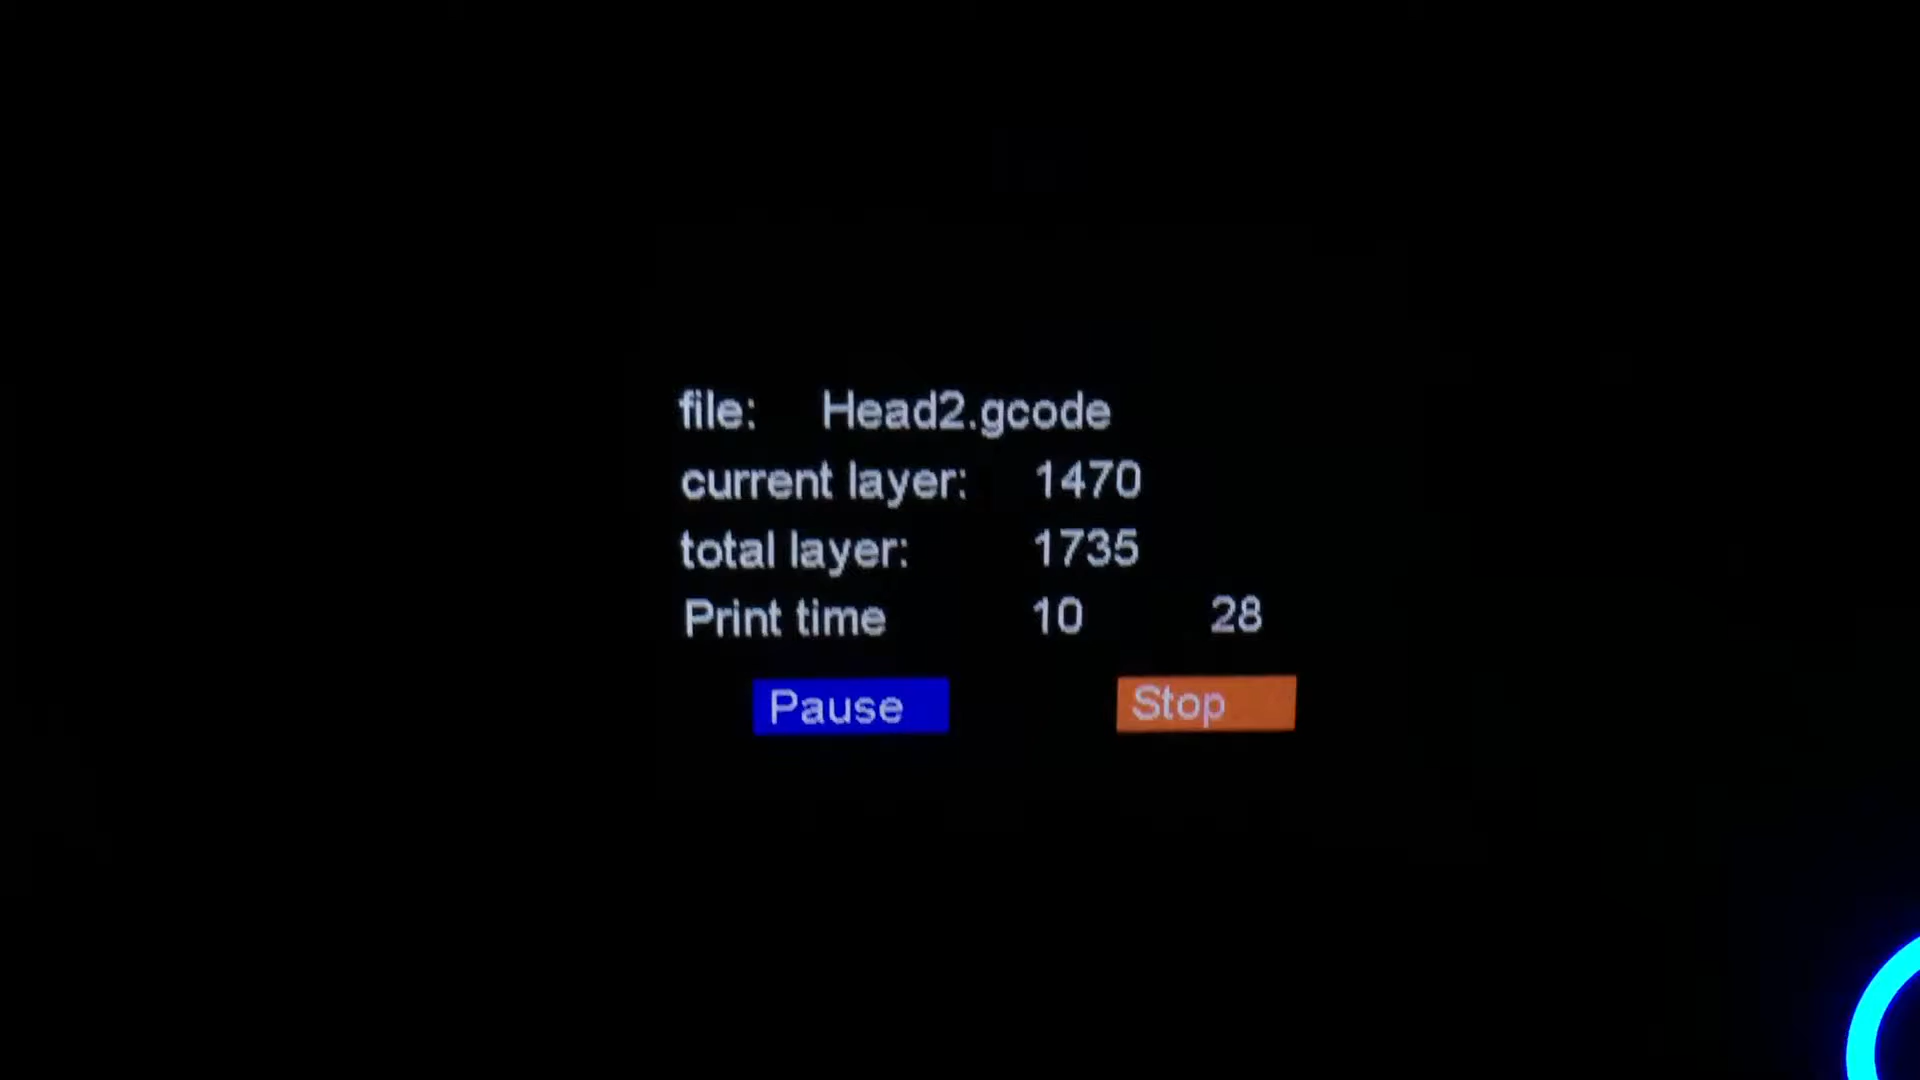 file: Head2.gcode
current layer: 1470
total layer: 1735
Print time 10 28
Pause Stop